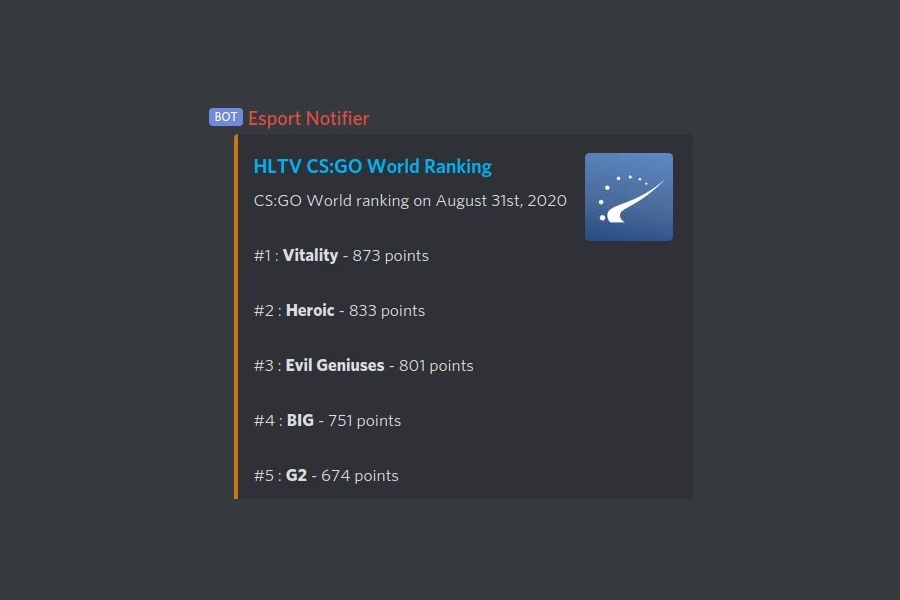 BOT Esport Notifier
HLTV CS:GO World Ranking
CS:GO World ranking on August 31st, 2020
#1 : Vitality - 873 points
#2 : Heroic - 833 points
#3 : Evil Geniuses - 801 points
#4 : BIG - 751 points
#5 : G2 - 674 points